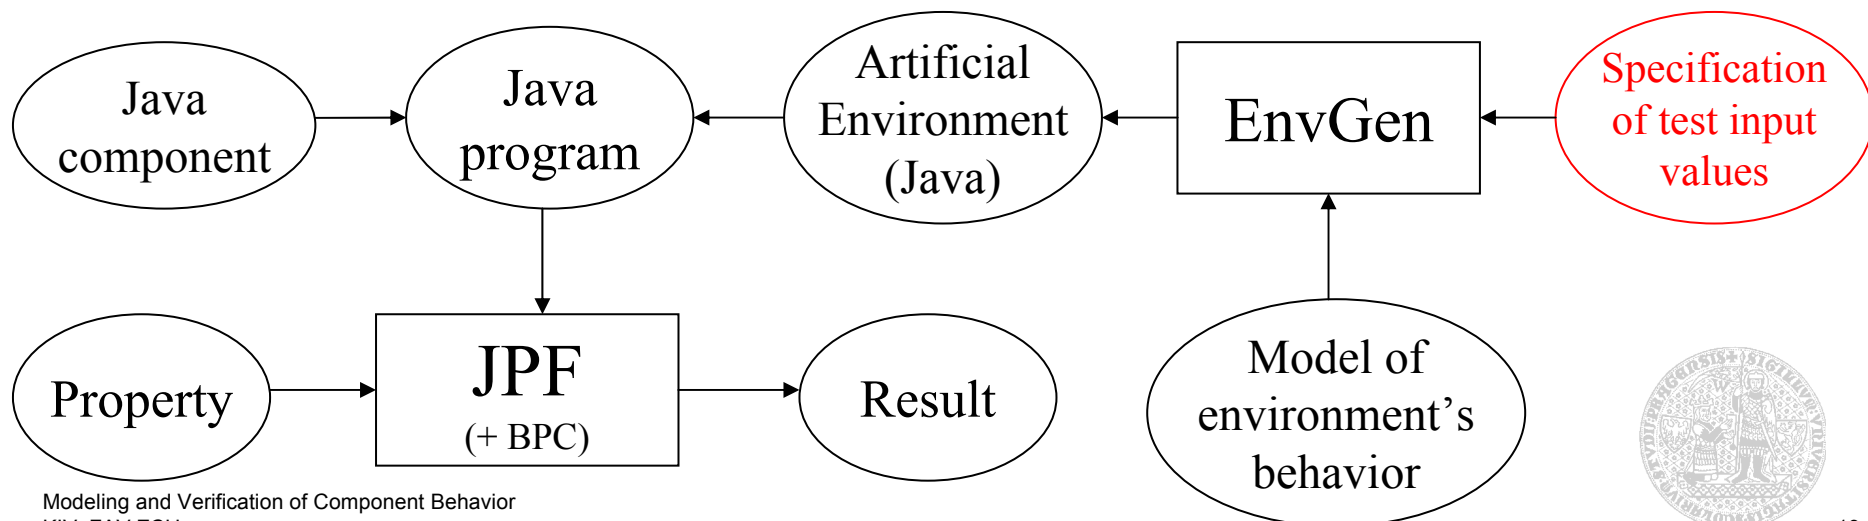 Java
component
Java
program
Artificial
Environment
(Java)
EnvGen
Specification
of test input
values
Property
JPF
(+ BPC)
Result
Model of
environment's
behavior
Modeling and Verification of Component Behavior